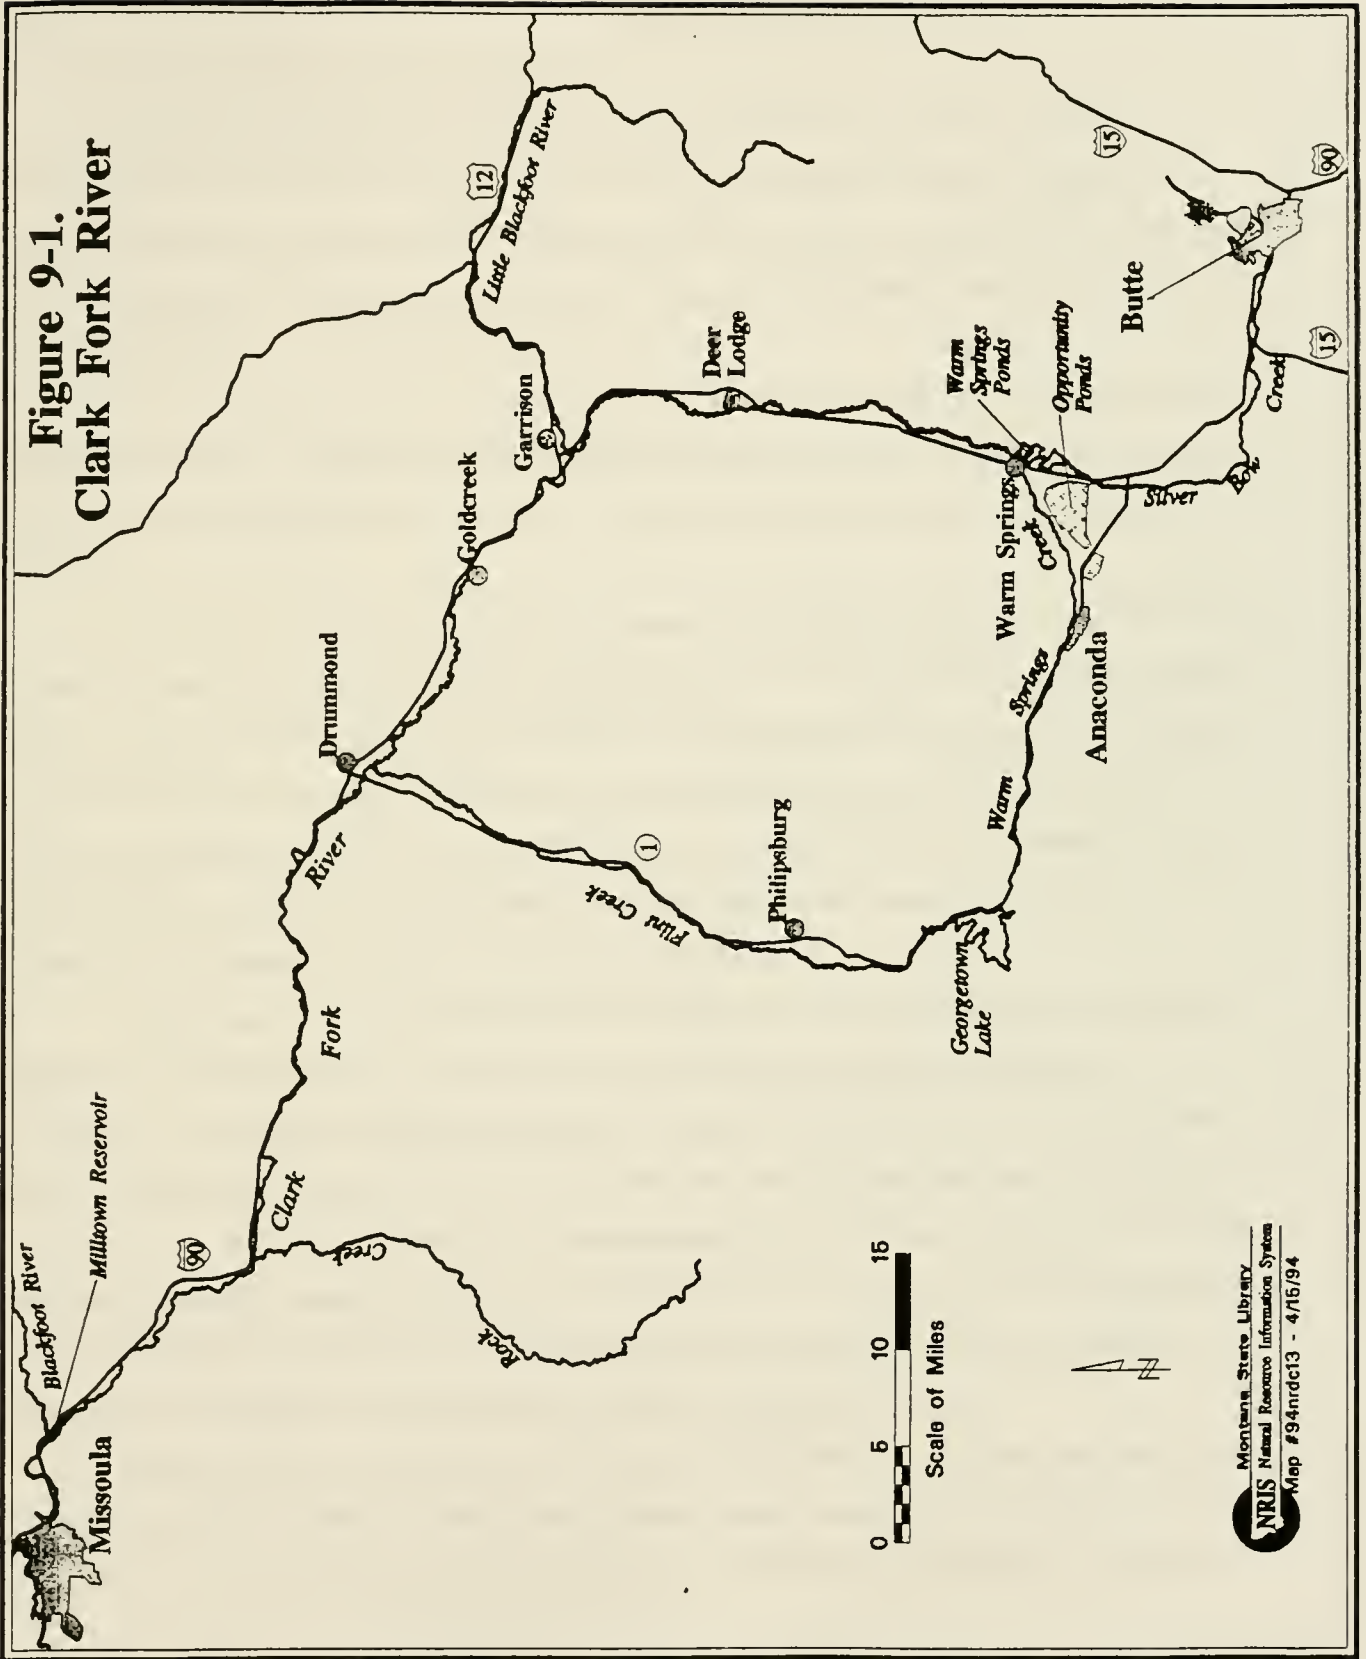 Figure 9-1.
Clark Fork River
Blackfoot River
Milltown Reservoir
Missoula
90
Clark
Fork
River
Rock
Creek
Drummond
Goldcreek
Garrison
12
Little Blackfoot River
Deer
Lodge
1
Flint Creek
Philipsburg
Georgetown
Lake
Warm
Springs
Creek
Warm Springs
Anaconda
Warm
Springs
Ponds
Opportunity
Ponds
Silver
Bow
Creek
Butte
15
90
15
0 5 10 15
Scale of Miles
N
NRIS
Montana State Library
Natural Resource Information System
Map #94nrdc13 - 4/15/94